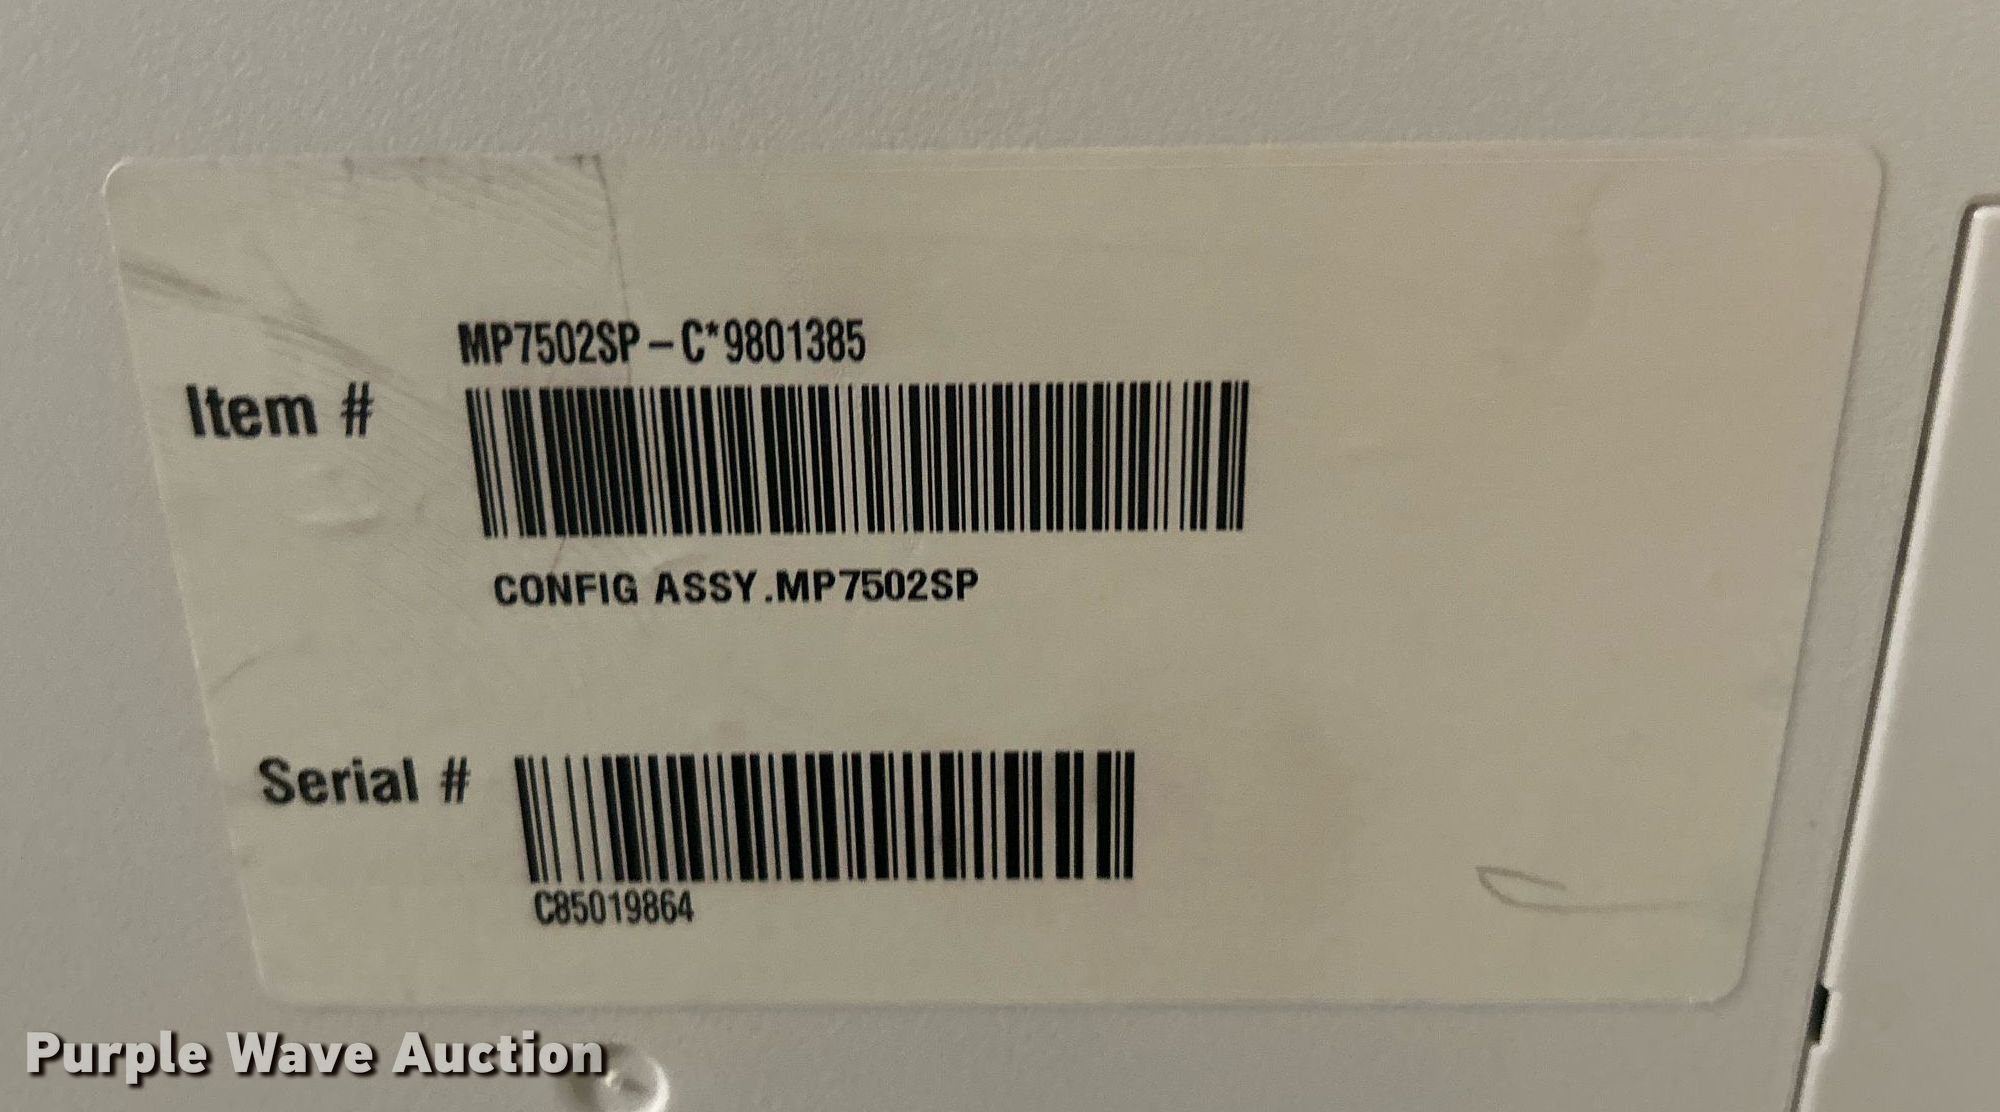 MP7502SP–C*9801385
Item #
CONFIG ASSY.MP7502SP
Serial #
C85019864
Purple Wave Auction